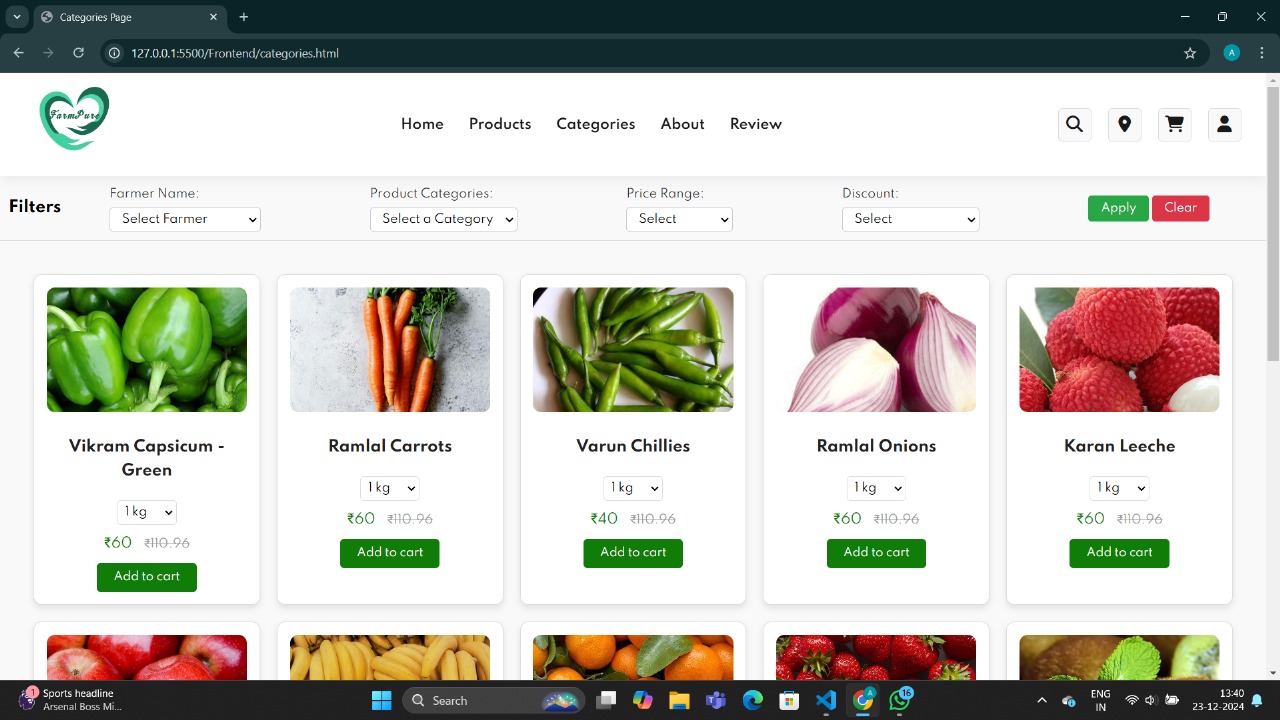 Categories Page
127.0.0.1:5500/Frontend/categories.html
A
FarmPure
Home Products Categories About Review
Filters
Farmer Name:
Select Farmer
Product Categories:
Select a Category
Price Range:
Select
Discount:
Select
Apply Clear
Vikram Capsicum -
Green
1 kg
₹60 ₹110.96
Add to cart
Ramlal Carrots
1 kg
₹60 ₹110.96
Add to cart
Varun Chillies
1 kg
₹40 ₹110.96
Add to cart
Ramlal Onions
1 kg
₹60 ₹110.96
Add to cart
Karan Leeche
1 kg
₹60 ₹110.96
Add to cart
1
Sports headline
Arsenal Boss Mi...
Search
A
16
ENG
IN
13:40
23-12-2024